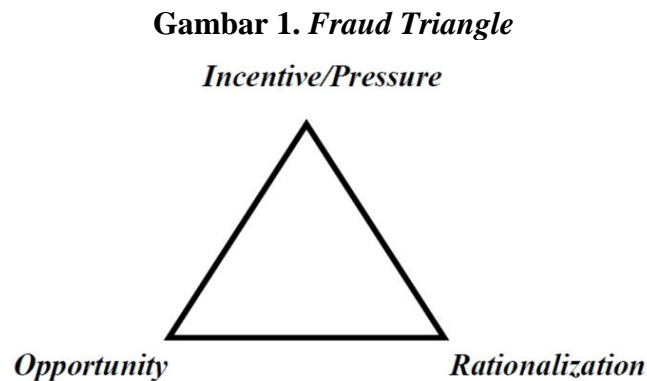 Gambar 1. Fraud Triangle
Incentive/Pressure
Opportunity
Rationalization